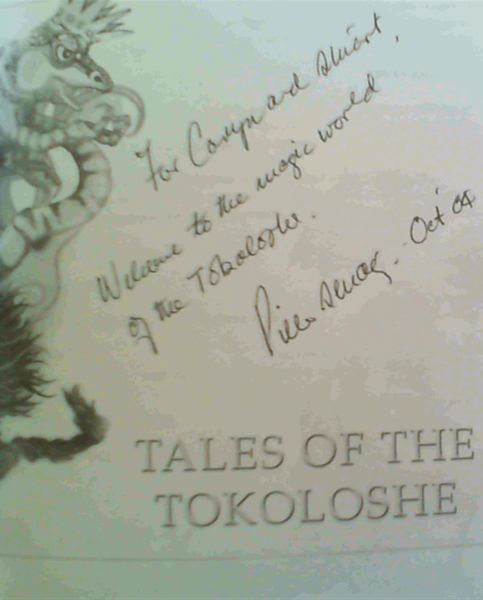 For Caryn and Stuart,
Welcome to the magic world
of the Tokoloshe.
Oct' 04
TALES OF THE
TOKOLOSHE